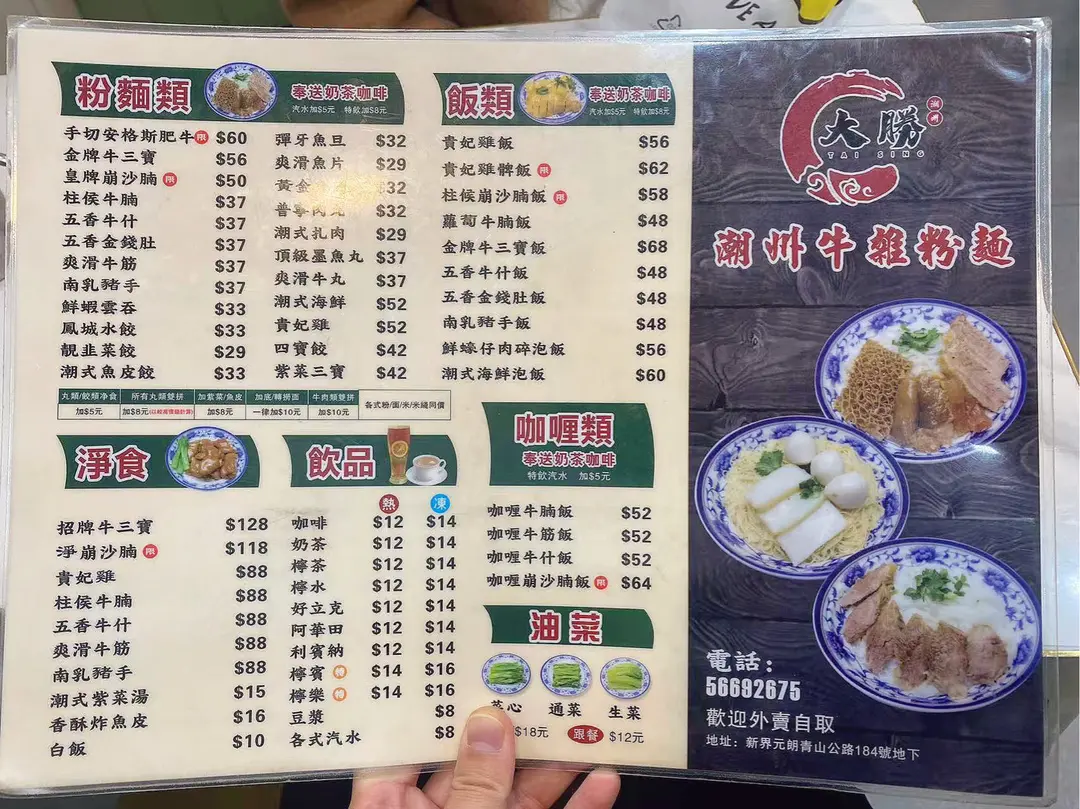 粉麵類
奉送奶茶咖啡
汽水加$5元 特飲加$8元
手切安格斯肥牛 限 $60
金牌牛三寶 $56
皇牌崩沙腩 限 $50
柱侯牛腩 $37
五香牛什 $37
五香金錢肚 $37
爽滑牛筋 $37
南乳豬手 $37
鮮蝦雲吞 $33
鳳城水餃 $33
靚韭菜餃 $29
潮式魚皮餃 $33
彈牙魚旦 $32
爽滑魚片 $29
黃金 $32
普寧肉丸 $32
潮式扎肉 $29
頂級墨魚丸 $37
爽滑牛丸 $37
潮式海鮮 $52
貴妃雞 $52
四寶餃 $42
紫菜三寶 $42
丸類/餃類净食 加$5元
所有丸類雙拼 加$8元(以較高價錢計算)
加紫菜/魚皮 加$8元
加底/轉撈面 一律加$10元
牛肉類雙拼 加$10元
各式粉/面/米/米綫同價
飯類
奉送奶茶咖啡
汽水加$5元 特飲加$8元
貴妃雞飯 $56
貴妃雞髀飯 限 $62
柱候崩沙腩飯 限 $58
蘿蔔牛腩飯 $48
金牌牛三寶飯 $68
五香牛什飯 $48
五香金錢肚飯 $48
南乳豬手飯 $48
鮮蠔仔肉碎泡飯 $56
潮式海鮮泡飯 $60
淨食
招牌牛三寶 $128
淨崩沙腩 限 $118
貴妃雞 $88
柱侯牛腩 $88
五香牛什 $88
爽滑牛筋 $88
南乳豬手 $88
潮式紫菜湯 $15
香酥炸魚皮 $16
白飯 $10
飲品
熱 凍
咖啡 $12 $14
奶茶 $12 $14
檸茶 $12 $14
檸水 $12 $14
好立克 $12 $14
阿華田 $12 $14
利賓納 $12 $14
檸賓 特 $14 $16
檸樂 特 $14 $16
豆漿 $8
各式汽水 $8
咖喱類
奉送奶茶咖啡
特飲汽水 加$5元
咖喱牛腩飯 $52
咖喱牛筋飯 $52
咖喱牛什飯 $52
咖喱崩沙腩飯 限 $64
油菜
菜心 通菜 生菜
$18元 跟餐 $12元
大勝
潮州
TAI SING
潮州牛雜粉麵
電話：
56692675
歡迎外賣自取
地址：新界元朗青山公路184號地下